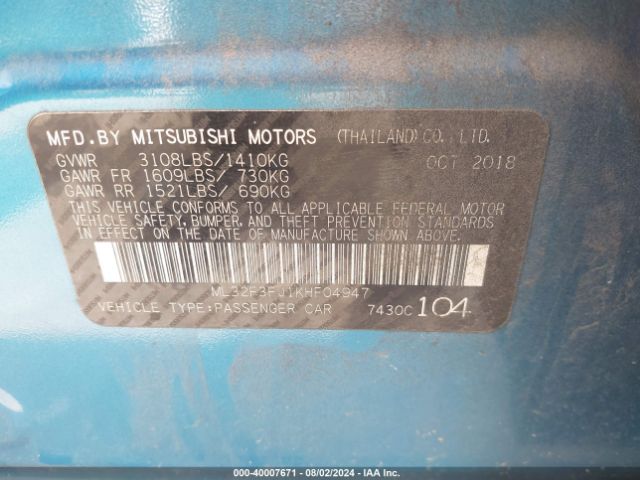 MFD.BY MITSUBISHI MOTORS (THAILAND) CO., LTD.
GVWR 3108LBS/1410KG OCT 2018
GAWR FR 1609LBS/ 730KG
GAWR RR 1521LBS/ 690KG
THIS VEHICLE CONFORMS TO ALL APPLICABLE FEDERAL MOTOR
VEHICLE SAFETY, BUMPER, AND THEFT PREVENTION STANDARDS
IN EFFECT ON THE DATE OF MANUFACTURE SHOWN ABOVE.
ML32F3FJ1KHF04947
VEHICLE TYPE:PASSENGER CAR 7430C 104
000-40007671 - 08/02/2024 - IAA Inc.